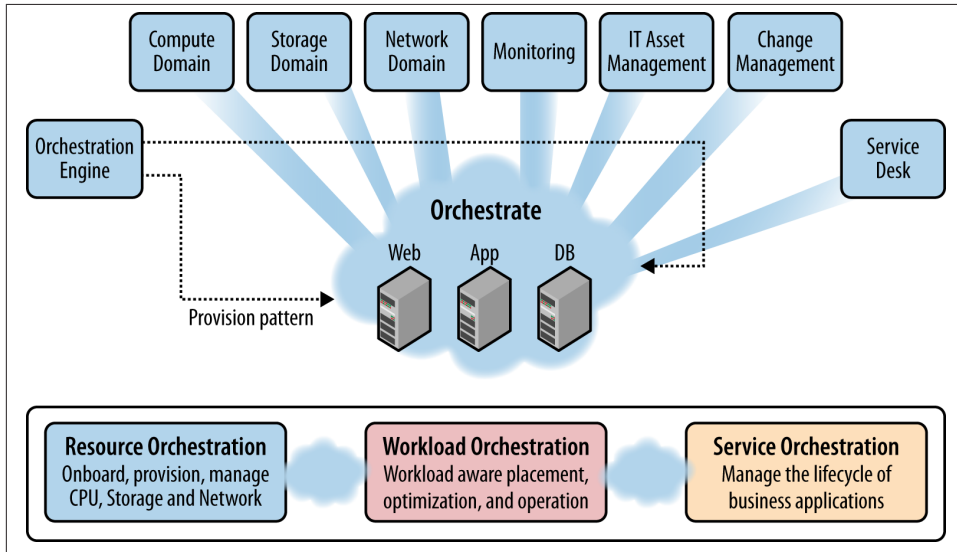 Compute
Domain
Storage
Domain
Network
Domain
Monitoring
IT Asset
Management
Change
Management
Orchestration
Engine
Service
Desk
Orchestrate
Web
App
DB
Provision pattern
Resource Orchestration
Onboard, provision, manage
CPU, Storage and Network
Workload Orchestration
Workload aware placement,
optimization, and operation
Service Orchestration
Manage the lifecycle of
business applications